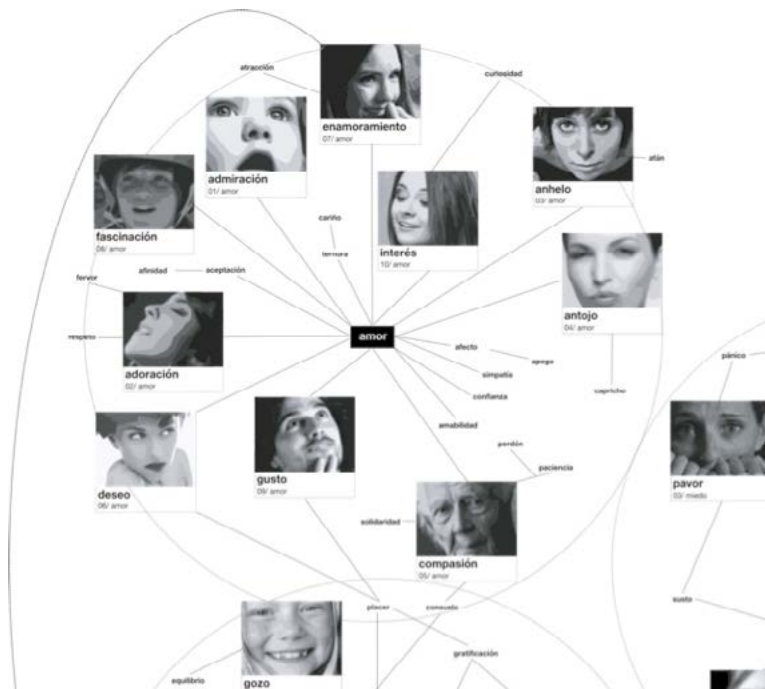 atracción
curiosidad
enamoramiento
07/ amor
admiración
01/ amor
afán
anhelo
03/ amor
fascinación
08/ amor
cariño
ternura
interés
10/ amor
afinidad
aceptación
fervor
antojo
04/ amor
respeto
amor
adoración
02/ amor
afecto
apego
simpatía
capricho
confianza
pánico
amabilidad
perdón
paciencia
gusto
09/ amor
deseo
06/ amor
pavor
03/ miedo
solidaridad
compasión
05/ amor
susto
placer
consuelo
gratificación
equilibrio
gozo